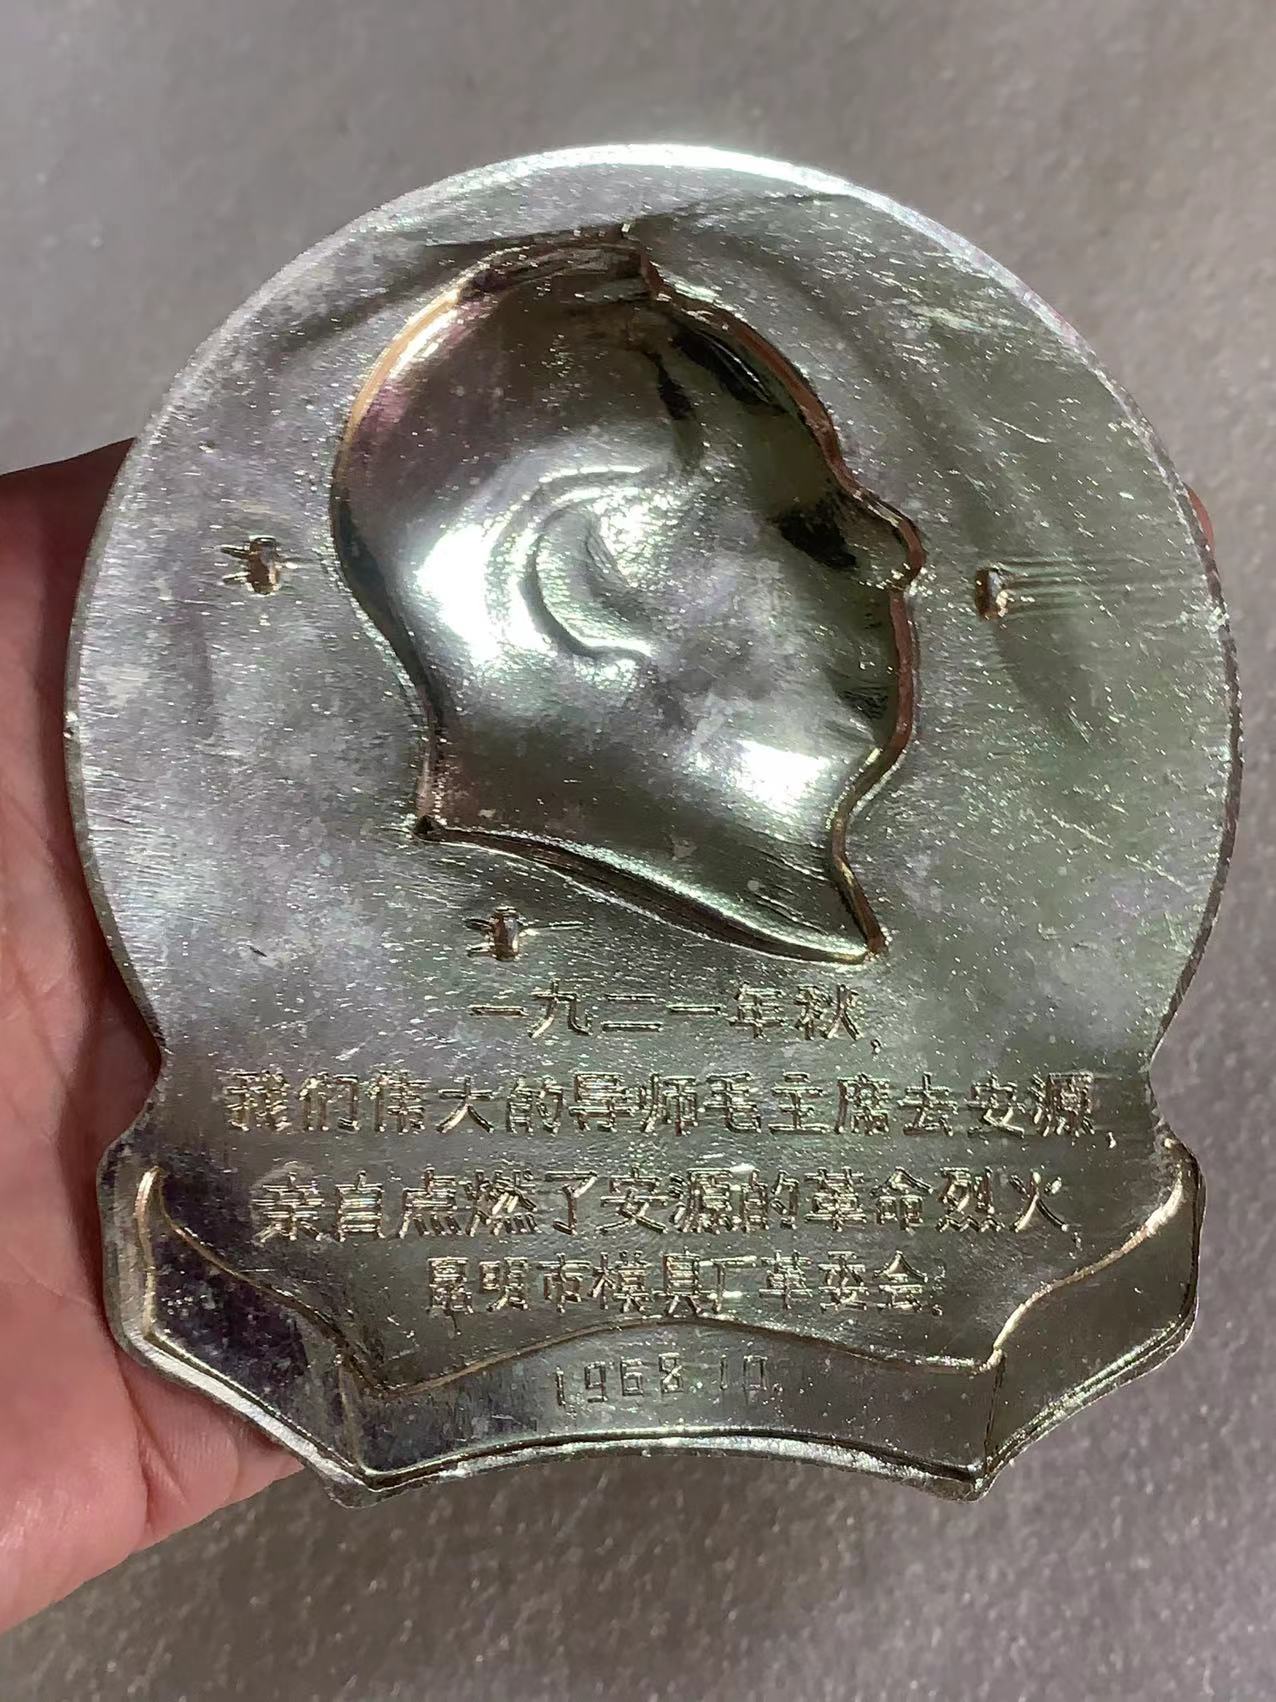 一九二一年秋,
我们伟大的导师毛主席去安源,
亲自点燃了安源的革命烈火,
昆明市模具厂革委会,
1968.10.